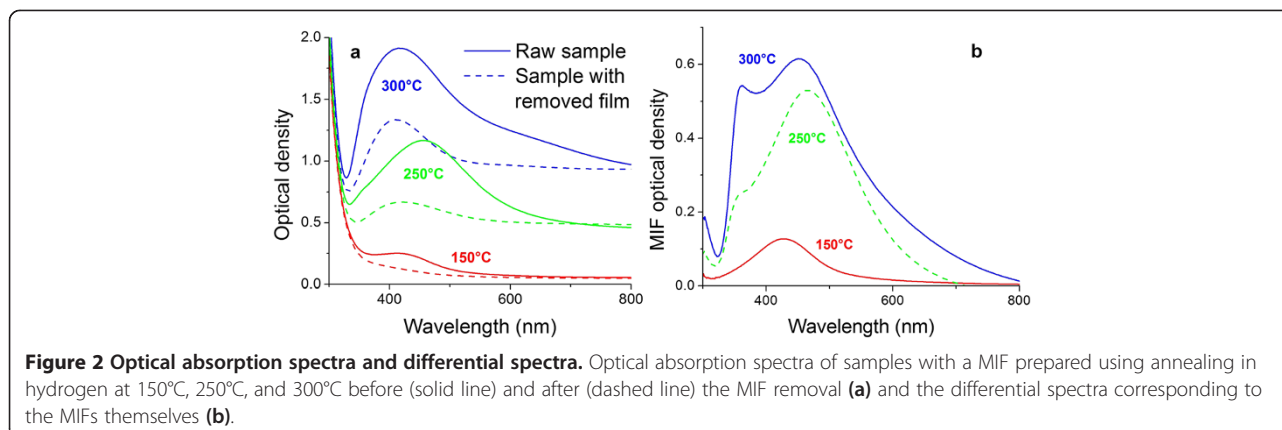 a
Raw sample
Sample with
removed film
300°C
250°C
150°C
2.0
1.5
1.0
0.5
0.0
400
600
800
Optical density
Wavelength (nm)
b
300°C
250°C
150°C
0.6
0.4
0.2
0.0
400
600
800
MIF optical density
Wavelength (nm)
Figure 2 Optical absorption spectra and differential spectra. Optical absorption spectra of samples with a MIF prepared using annealing in
hydrogen at 150°C, 250°C, and 300°C before (solid line) and after (dashed line) the MIF removal (a) and the differential spectra corresponding to
the MIFs themselves (b).